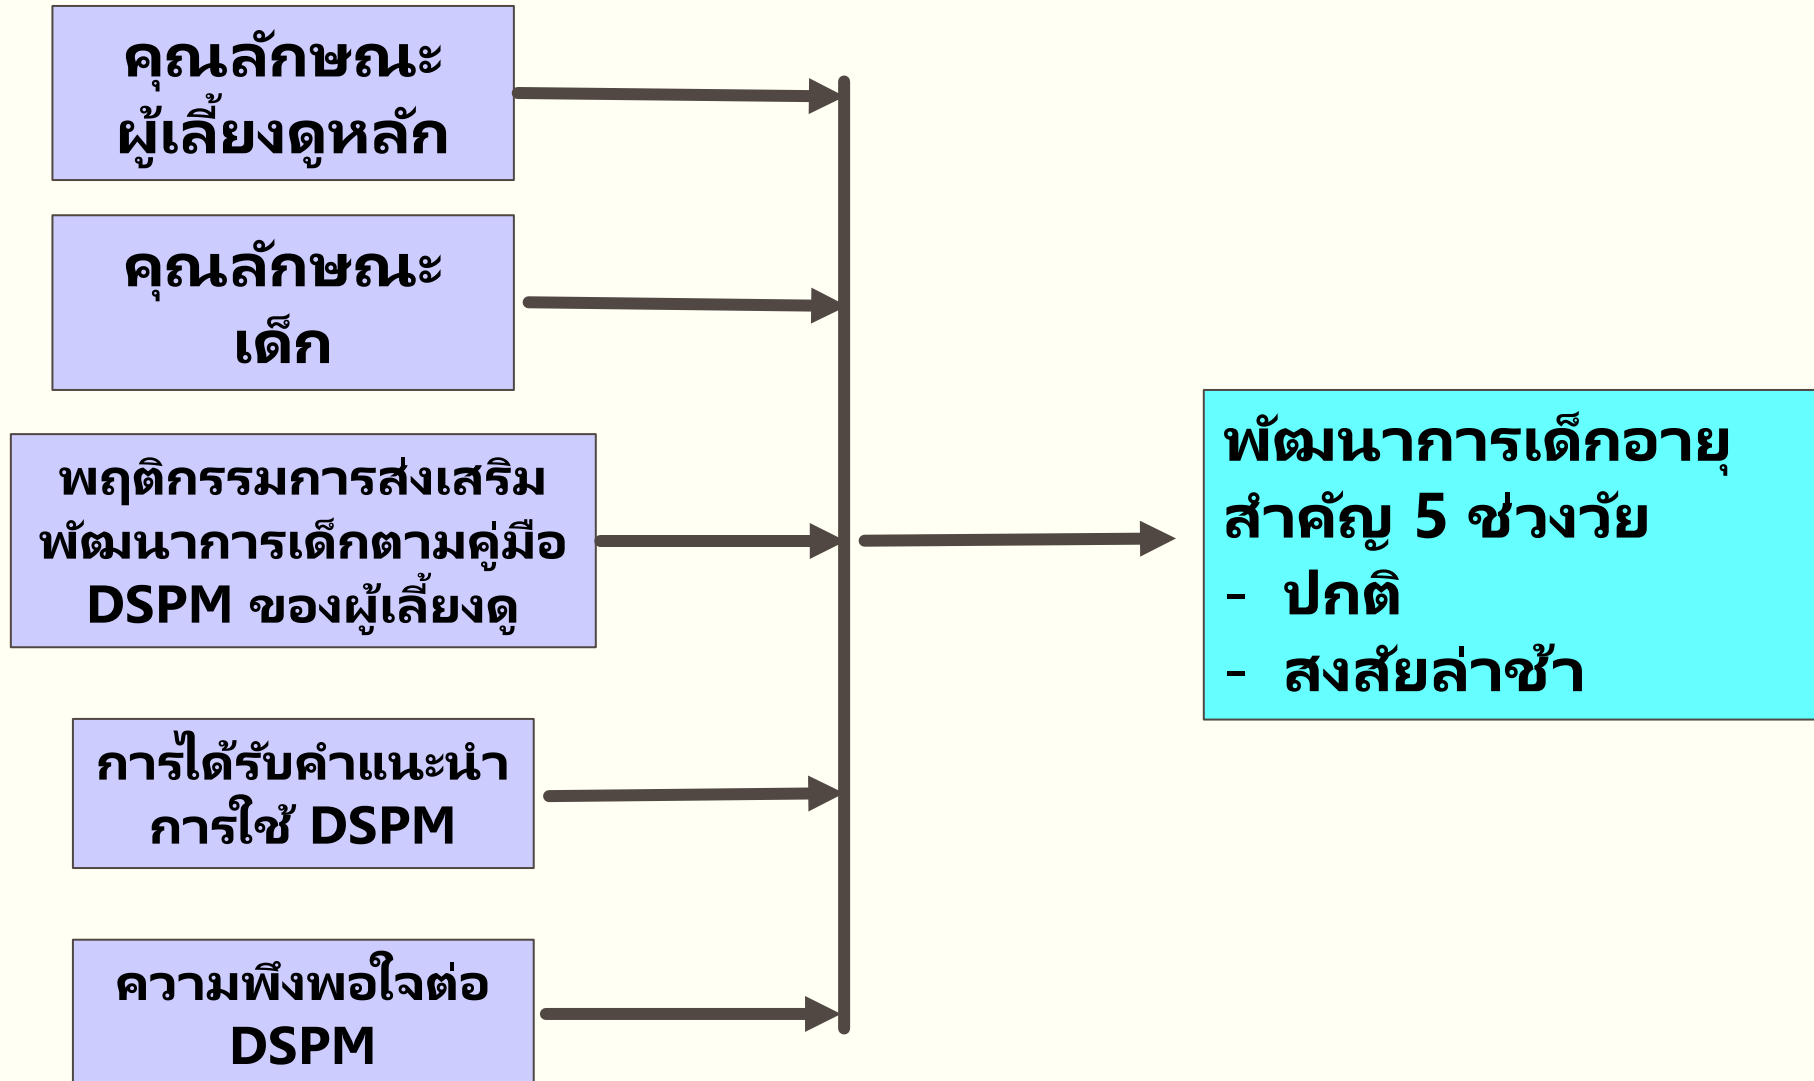 คุณลักษณะ
ผู้เลี้ยงดูหลัก
คุณลักษณะ
เด็ก
พฤติกรรมการส่งเสริม
พัฒนาการเด็กตามคู่มือ
DSPM ของผู้เลี้ยงดู
การได้รับคำแนะนำ
การใช้ DSPM
ความพึงพอใจต่อ
DSPM
พัฒนาการเด็กอายุ
สำคัญ 5 ช่วงวัย
- ปกติ
- สงสัยล่าช้า